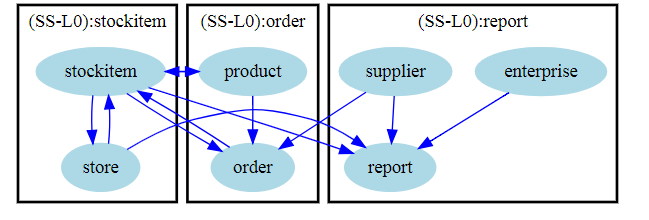 (SS-L0):stockitem
(SS-L0):order
(SS-L0):report
stockitem
product
supplier
enterprise
store
order
report